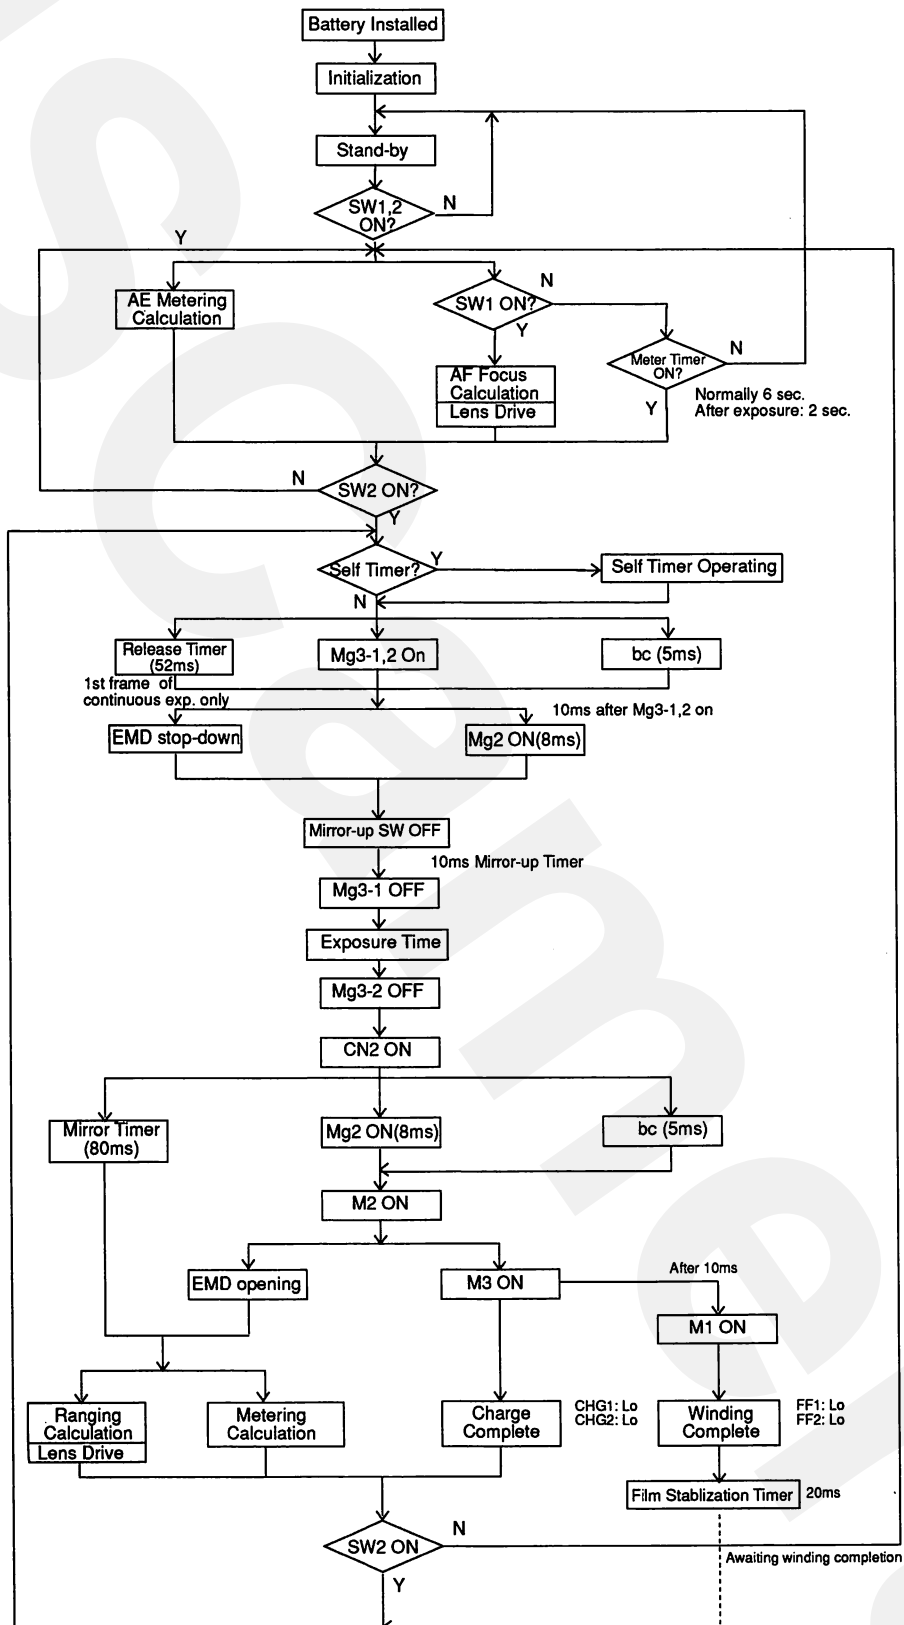 Battery Installed
Initialization
Stand-by
SW1,2
ON?
N
Y
AE Metering
Calculation
SW1 ON?
N
Y
AF Focus
Calculation
Lens Drive
Meter Timer
ON?
N
Y
Normally 6 sec.
After exposure: 2 sec.
SW2 ON?
N
Y
Self Timer?
Y
N
Self Timer Operating
Release Timer
(52ms)
Mg3-1,2 On
bc (5ms)
1st frame of
continuous exp. only
10ms after Mg3-1,2 on
EMD stop-down
Mg2 ON(8ms)
Mirror-up SW OFF
10ms Mirror-up Timer
Mg3-1 OFF
Exposure Time
Mg3-2 OFF
CN2 ON
Mirror Timer
(80ms)
Mg2 ON(8ms)
bc (5ms)
M2 ON
EMD opening
M3 ON
After 10ms
M1 ON
Ranging
Calculation
Lens Drive
Metering
Calculation
Charge
Complete
CHG1: Lo
CHG2: Lo
Winding
Complete
FF1: Lo
FF2: Lo
Film Stablization Timer
20ms
SW2 ON
N
Y
Awaiting winding completion